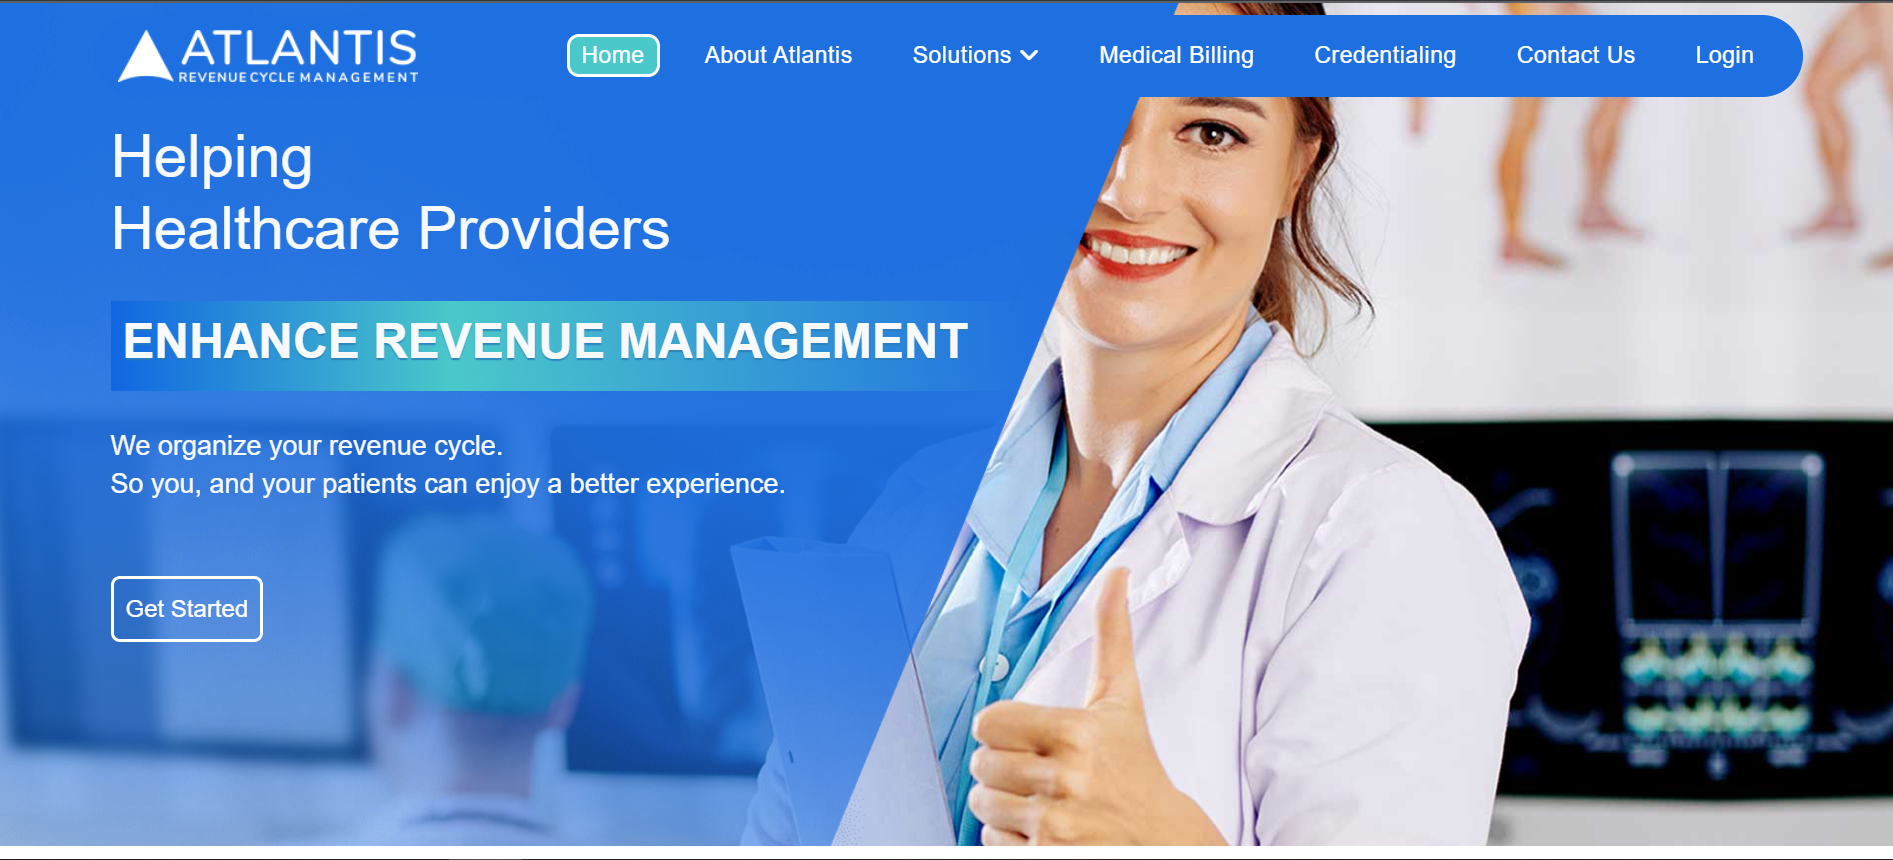 ATLANTIS
REVENUE CYCLE MANAGEMENT
Home
About Atlantis
Solutions
Medical Billing
Credentialing
Contact Us
Login
Helping
Healthcare Providers
ENHANCE REVENUE MANAGEMENT
We organize your revenue cycle.
So you, and your patients can enjoy a better experience.
Get Started